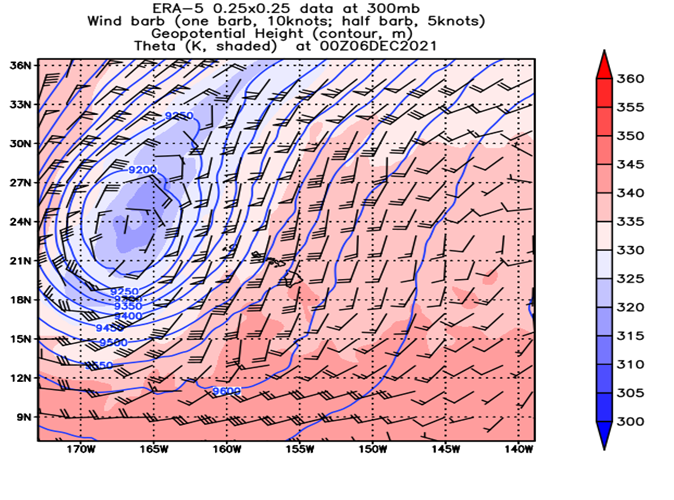 ERA-5 0.25x0.25 data at 300mb
Wind barb (one barb, 10knots; half barb, 5knots)
Geopotential Height (contour, m)
Theta (K, shaded) at 00Z06DEC2021
36N
33N
30N
27N
24N
21N
18N
15N
12N
9N
9250
9200
9250
9350
9400
9500
9600
170W 165W 160W 155W 150W 145W 140W
360
355
350
345
340
335
330
325
320
315
310
305
300